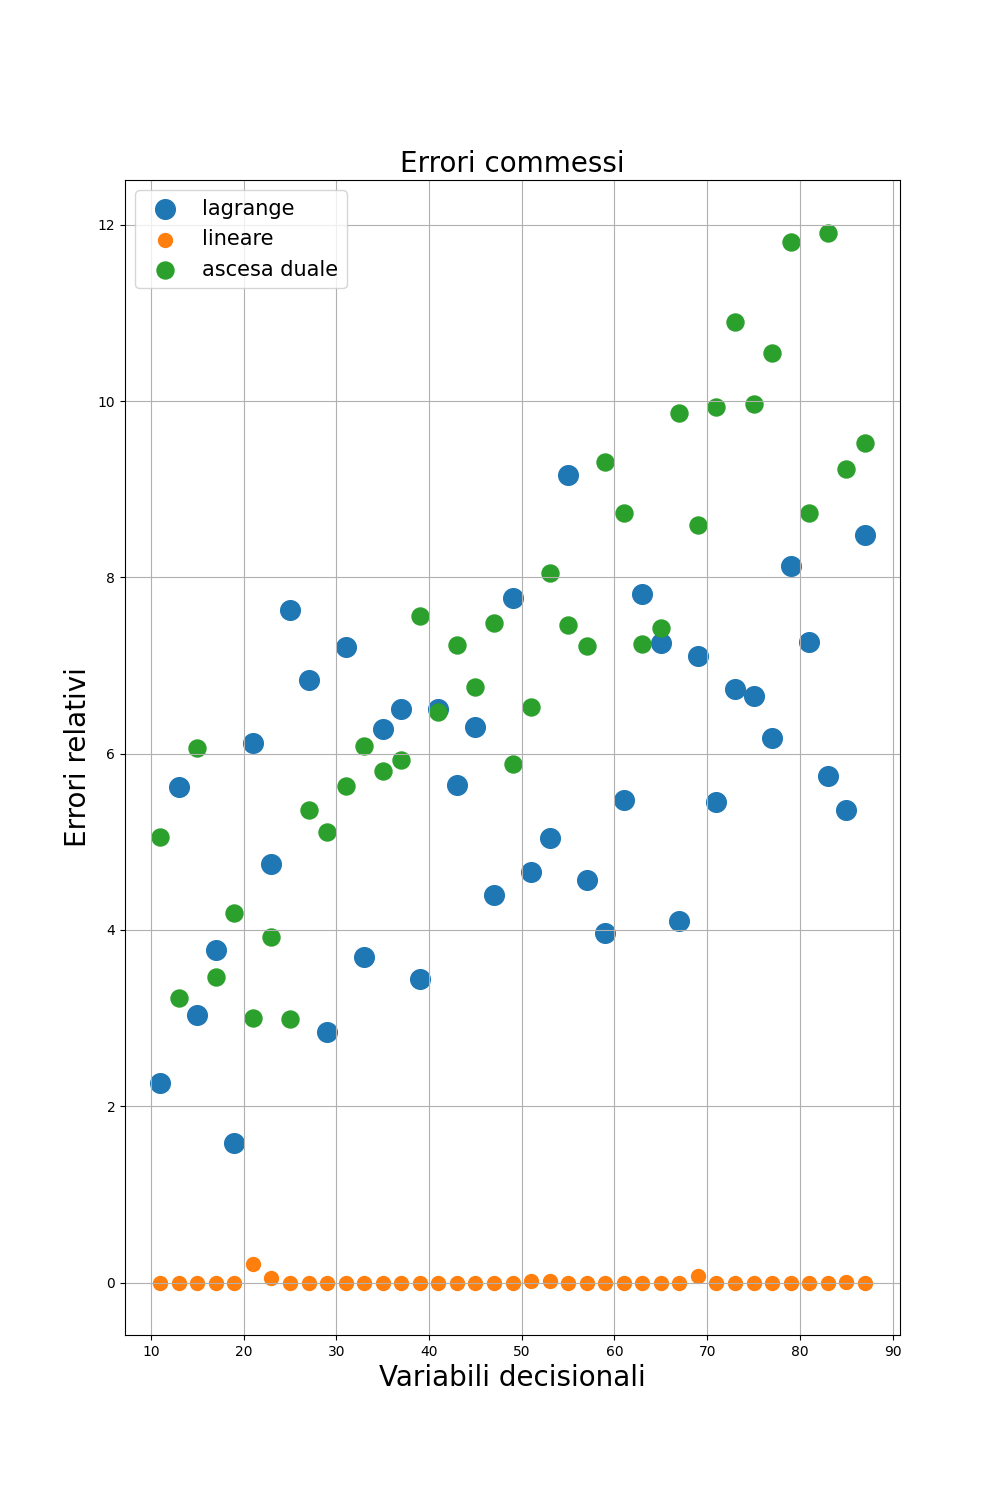 Errori commessi
lagrange
lineare
ascesa duale
Errori relativi
12
10
8
6
4
2
0
10 20 30 40 50 60 70 80 90
Variabili decisionali